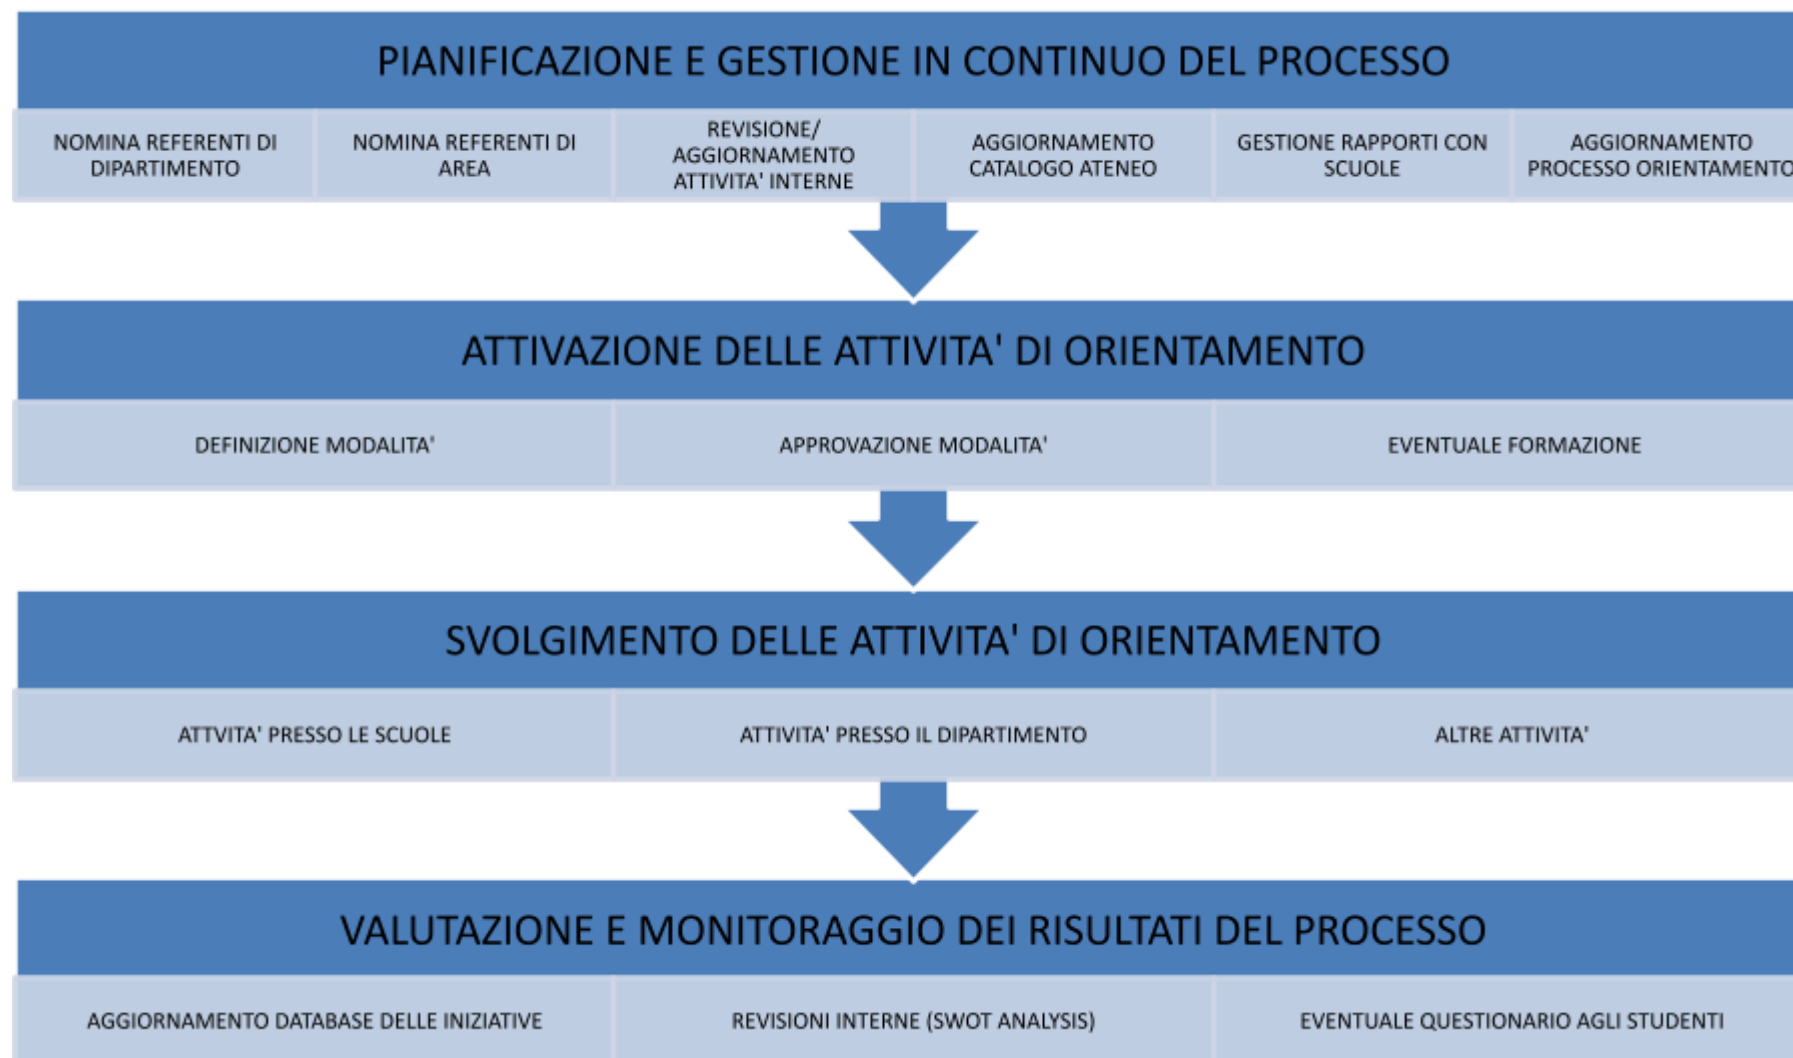 PIANIFICAZIONE E GESTIONE IN CONTINUO DEL PROCESSO
NOMINA REFERENTI DI
DIPARTIMENTO
NOMINA REFERENTI DI
AREA
REVISIONE/
AGGIORNAMENTO
ATTIVITA' INTERNE
AGGIORNAMENTO
CATALOGO ATENEO
GESTIONE RAPPORTI CON
SCUOLE
AGGIORNAMENTO
PROCESSO ORIENTAMENTO
ATTIVAZIONE DELLE ATTIVITA' DI ORIENTAMENTO
DEFINIZIONE MODALITA'
APPROVAZIONE MODALITA'
EVENTUALE FORMAZIONE
SVOLGIMENTO DELLE ATTIVITA' DI ORIENTAMENTO
ATTVITA' PRESSO LE SCUOLE
ATTIVITA' PRESSO IL DIPARTIMENTO
ALTRE ATTIVITA'
VALUTAZIONE E MONITORAGGIO DEI RISULTATI DEL PROCESSO
AGGIORNAMENTO DATABASE DELLE INIZIATIVE
REVISIONI INTERNE (SWOT ANALYSIS)
EVENTUALE QUESTIONARIO AGLI STUDENTI